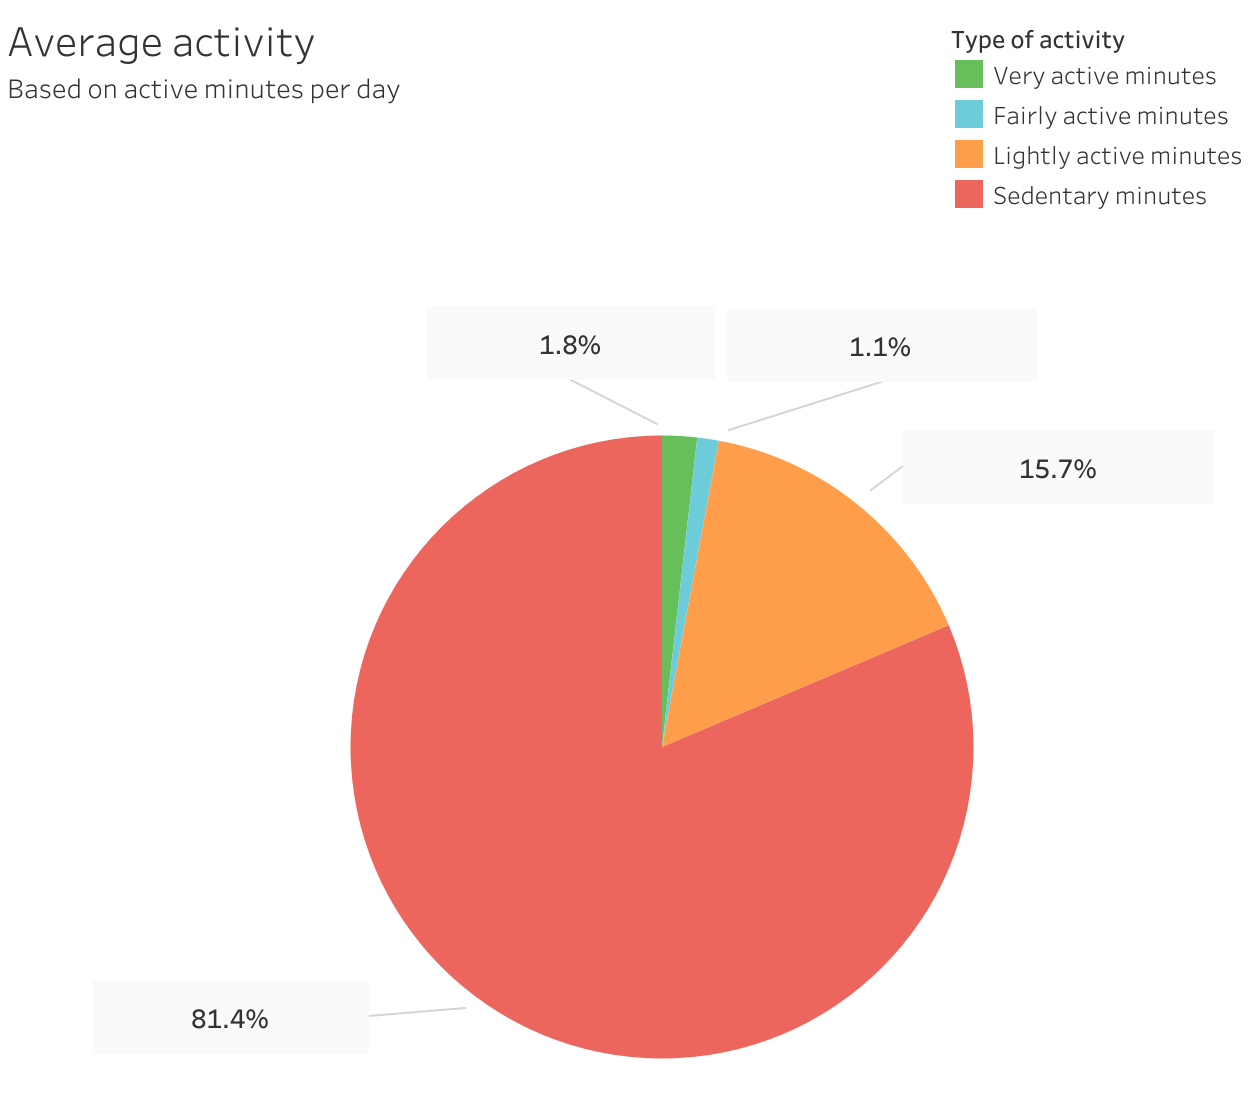 Average activity
Based on active minutes per day
Type of activity
Very active minutes
Fairly active minutes
Lightly active minutes
Sedentary minutes
1.8%
1.1%
15.7%
81.4%